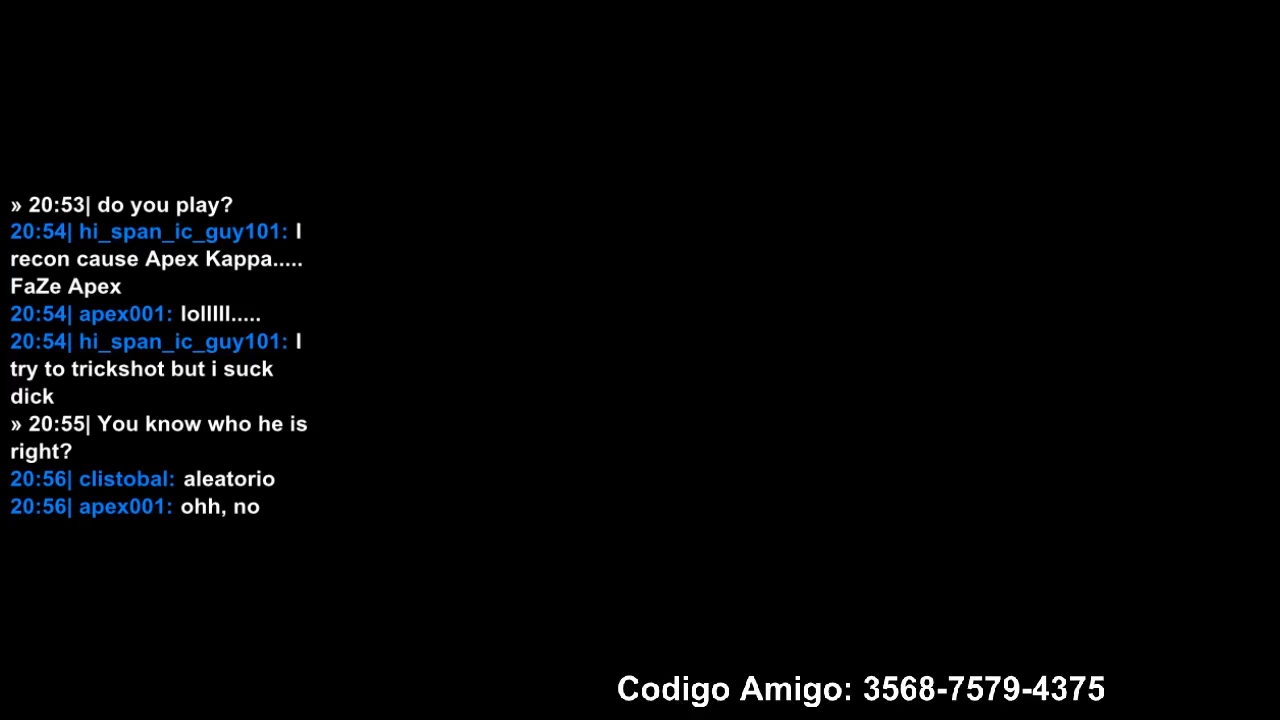 » 20:53| do you play?
20:54| hi_span_ic_guy101: I
recon cause Apex Kappa.....
FaZe Apex
20:54| apex001: lolllll.....
20:54| hi_span_ic_guy101: I
try to trickshot but i suck
dick
» 20:55| You know who he is
right?
20:56| clistobal: aleatorio
20:56| apex001: ohh, no
Codigo Amigo: 3568-7579-4375